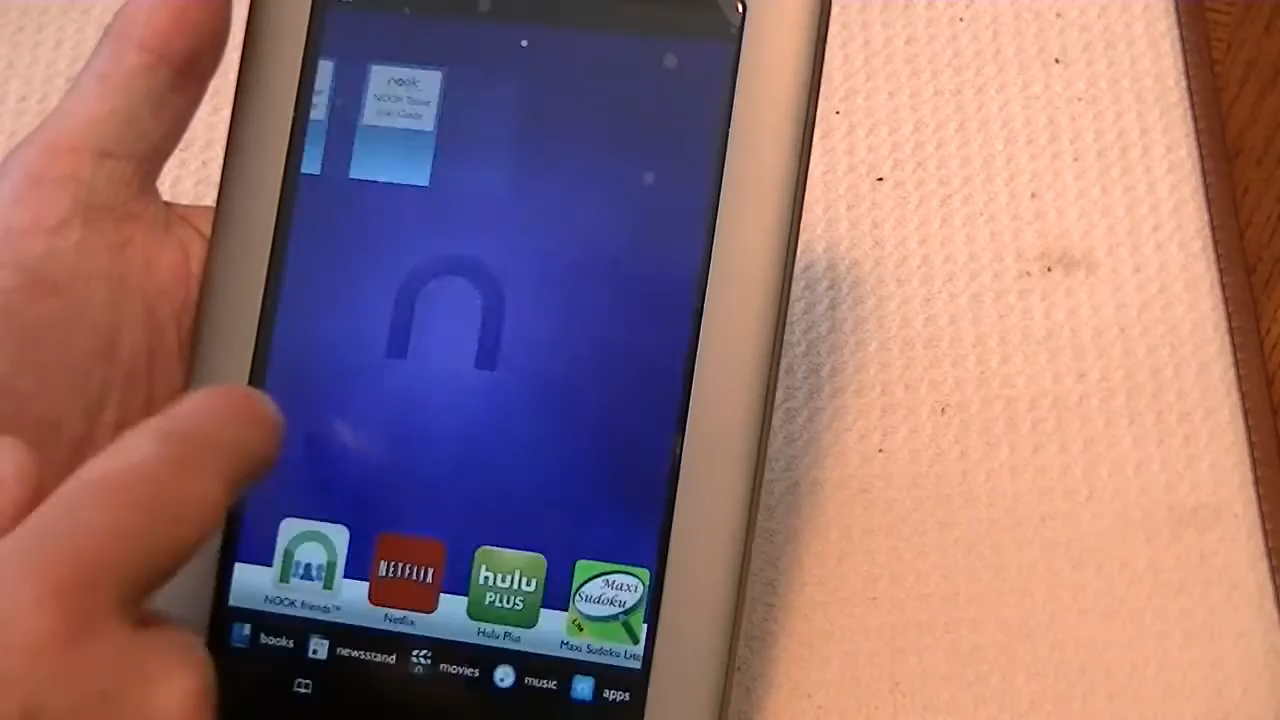 nook
NOOK Tablet
User Guide
NETFLIX
hulu
PLUS
Maxi
Sudoku
Lite
NOOK friends™
Netflix
Hulu Plus
Maxi Sudoku Lite
books
newsstand
movies
music
apps